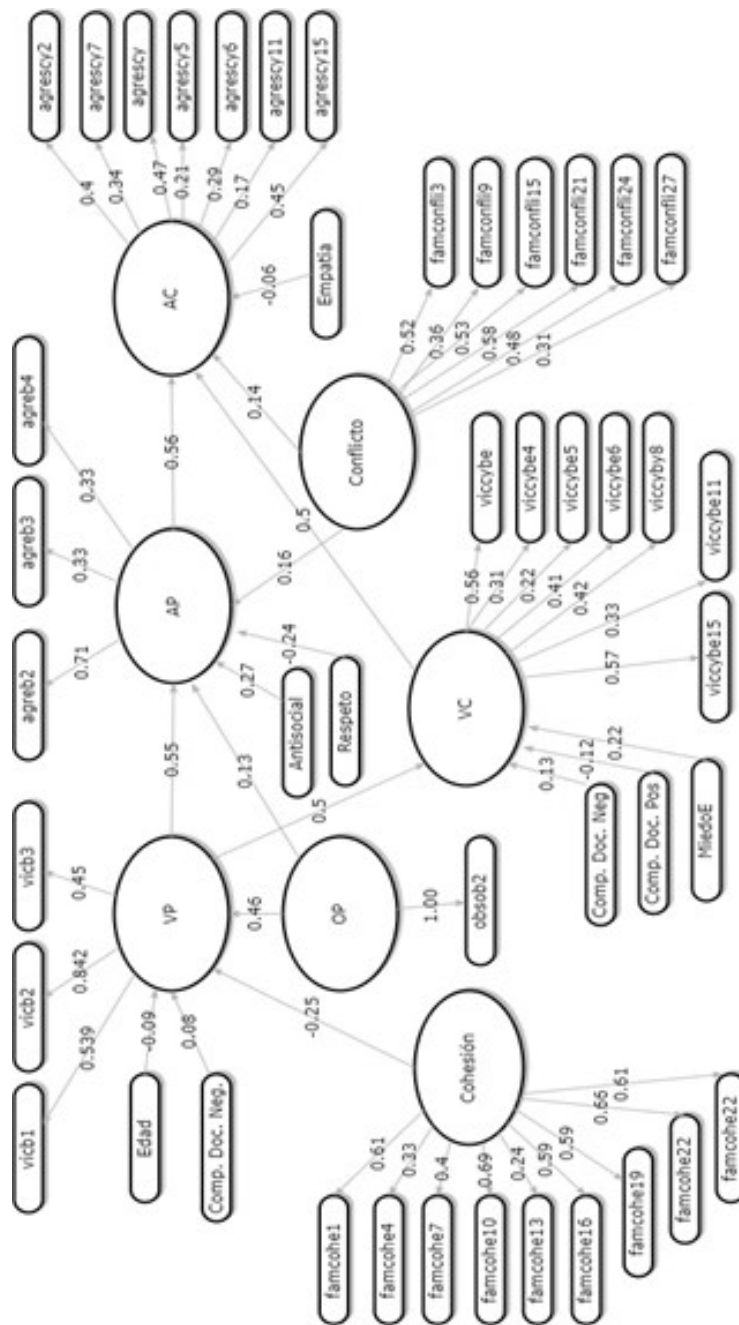 vicb1
vicb2
vicb3
agreb2
agreb3
agreb4
0.539
0.842
0.45
0.71
0.33
0.33
agrescy2
agrescy7
agrescy
agrescy5
agrescy6
agrescy11
agrescy15
0.4
0.34
0.47
0.21
0.29
0.17
0.45
VP
0.55
AP
0.56
AC
Edad
-0.09
Comp. Doc. Neg.
0.08
0.46
0.13
0.27
-0.24
Antisocial
Respeto
0.16
0.14
-0.06
Empatia
-0.25
OP
0.5
0.5
Conflicto
1.00
obsob2
0.52
0.36
0.53
0.58
0.48
0.31
famconfli3
famconfli9
famconfli15
famconfli21
famconfli24
famconfli27
Cohesión
VC
0.61
0.33
0.4
0.69
0.24
0.59
0.59
0.66
0.61
famcohe1
famcohe4
famcohe7
famcohe10
famcohe13
famcohe16
famcohe19
famcohe22
famcohe22
0.13
-0.12
0.22
Comp. Doc. Neg
Comp. Doc. Pos
MiedoE
0.56
0.31
0.22
0.41
0.42
0.33
0.57
viccybe
viccybe4
viccybe5
viccybe6
viccyby8
viccybe11
viccybe15